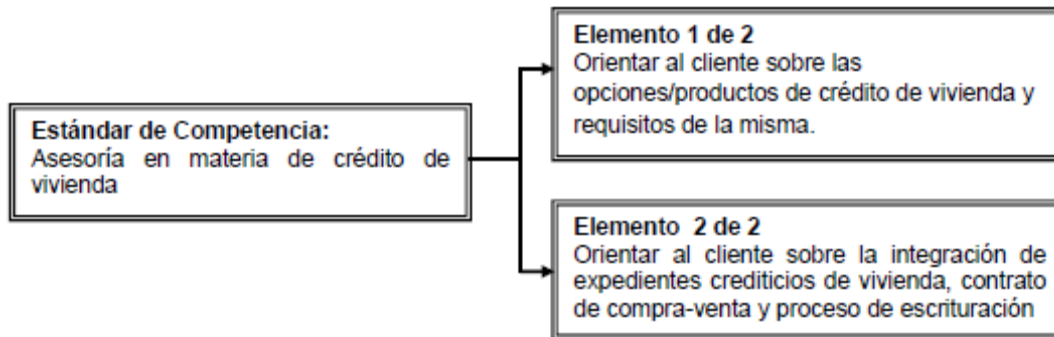 Estándar de Competencia:
Asesoría en materia de crédito de
vivienda
Elemento 1 de 2
Orientar al cliente sobre las
opciones/productos de crédito de vivienda y
requisitos de la misma.
Elemento 2 de 2
Orientar al cliente sobre la integración de
expedientes crediticios de vivienda, contrato
de compra-venta y proceso de escrituración